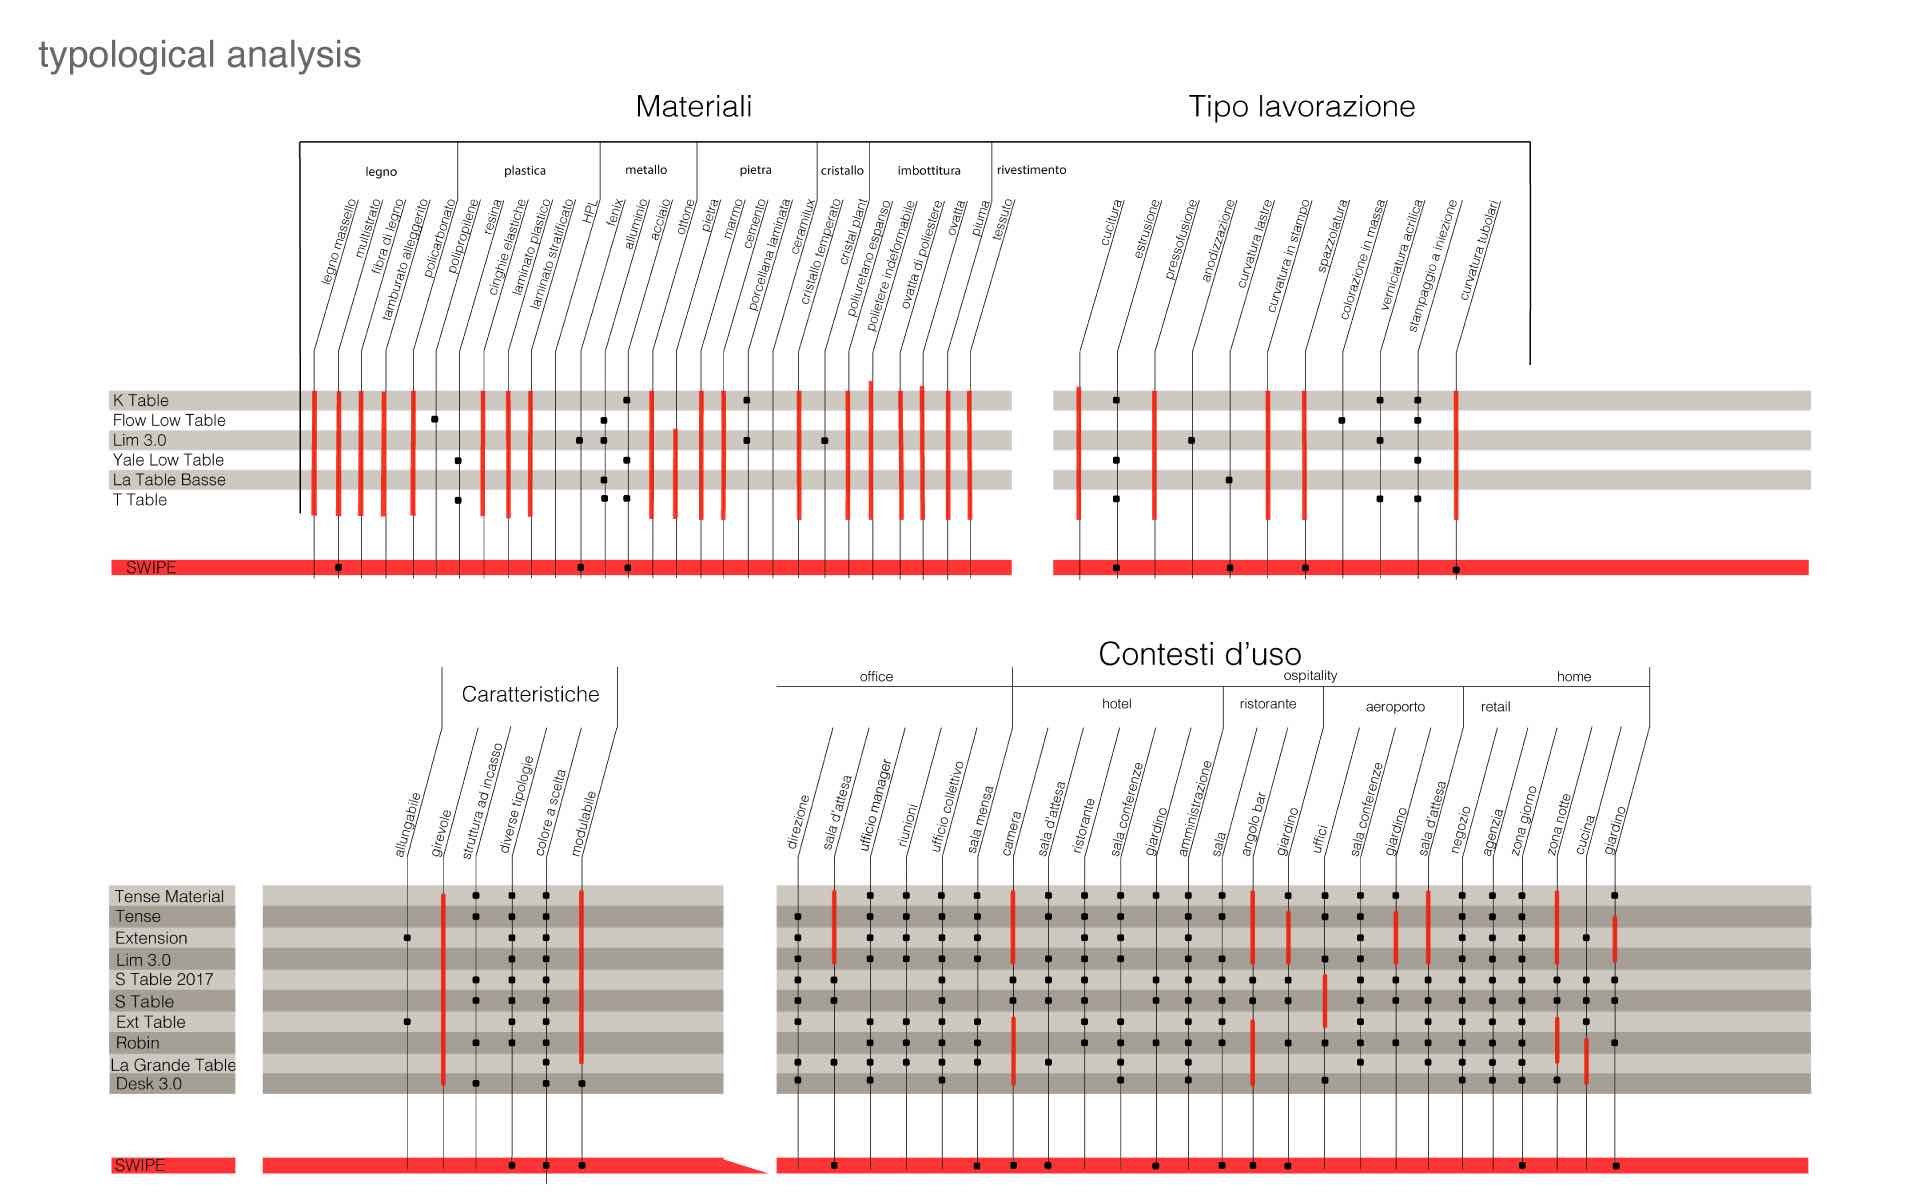 typological analysis
Materiali
Tipo lavorazione
legno
plastica
metallo
pietra
cristallo
imbottitura
rivestimento
legno massello
multistrato
fibra di legno
tamburato alleggerito
policarbonato
polipropilene
resina
cinghie elastiche
laminato plastico
laminato stratificato
HPL
fenix
alluminio
acciaio
ottone
pietra
marmo
cemento
porcellana laminata
ceramilux
cristallo temperato
cristal plant
poliuretano espanso
polietere indeformabile
ovatta di poliestere
ovatta
piuma
tessuto
cucitura
estrusione
pressofusione
anodizzazione
curvatura lastre
curvatura in stampo
spazzolatura
colorazione in massa
verniciatura acrilica
stampaggio a iniezione
curvatura tubolari
K Table
Flow Low Table
Lim 3.0
Yale Low Table
La Table Basse
T Table
SWIPE
Contesti d'uso
Caratteristiche
office
ospitality
home
hotel
ristorante
aeroporto
retail
allungabile
girevole
struttura ad incasso
diverse tipologie
colore a scelta
modulabile
direzione
sala d'attesa
ufficio manager
riunioni
ufficio collettivo
sala mensa
camera
sala d'attesa
ristorante
sala conferenze
giardino
amministrazione
sala
angolo bar
giardino
uffici
sala conferenze
giardino
sala d'attesa
negozio
agenzia
zona giorno
zona notte
cucina
giardino
Tense Material
Tense
Extension
Lim 3.0
S Table 2017
S Table
Ext Table
Robin
La Grande Table
Desk 3.0
SWIPE